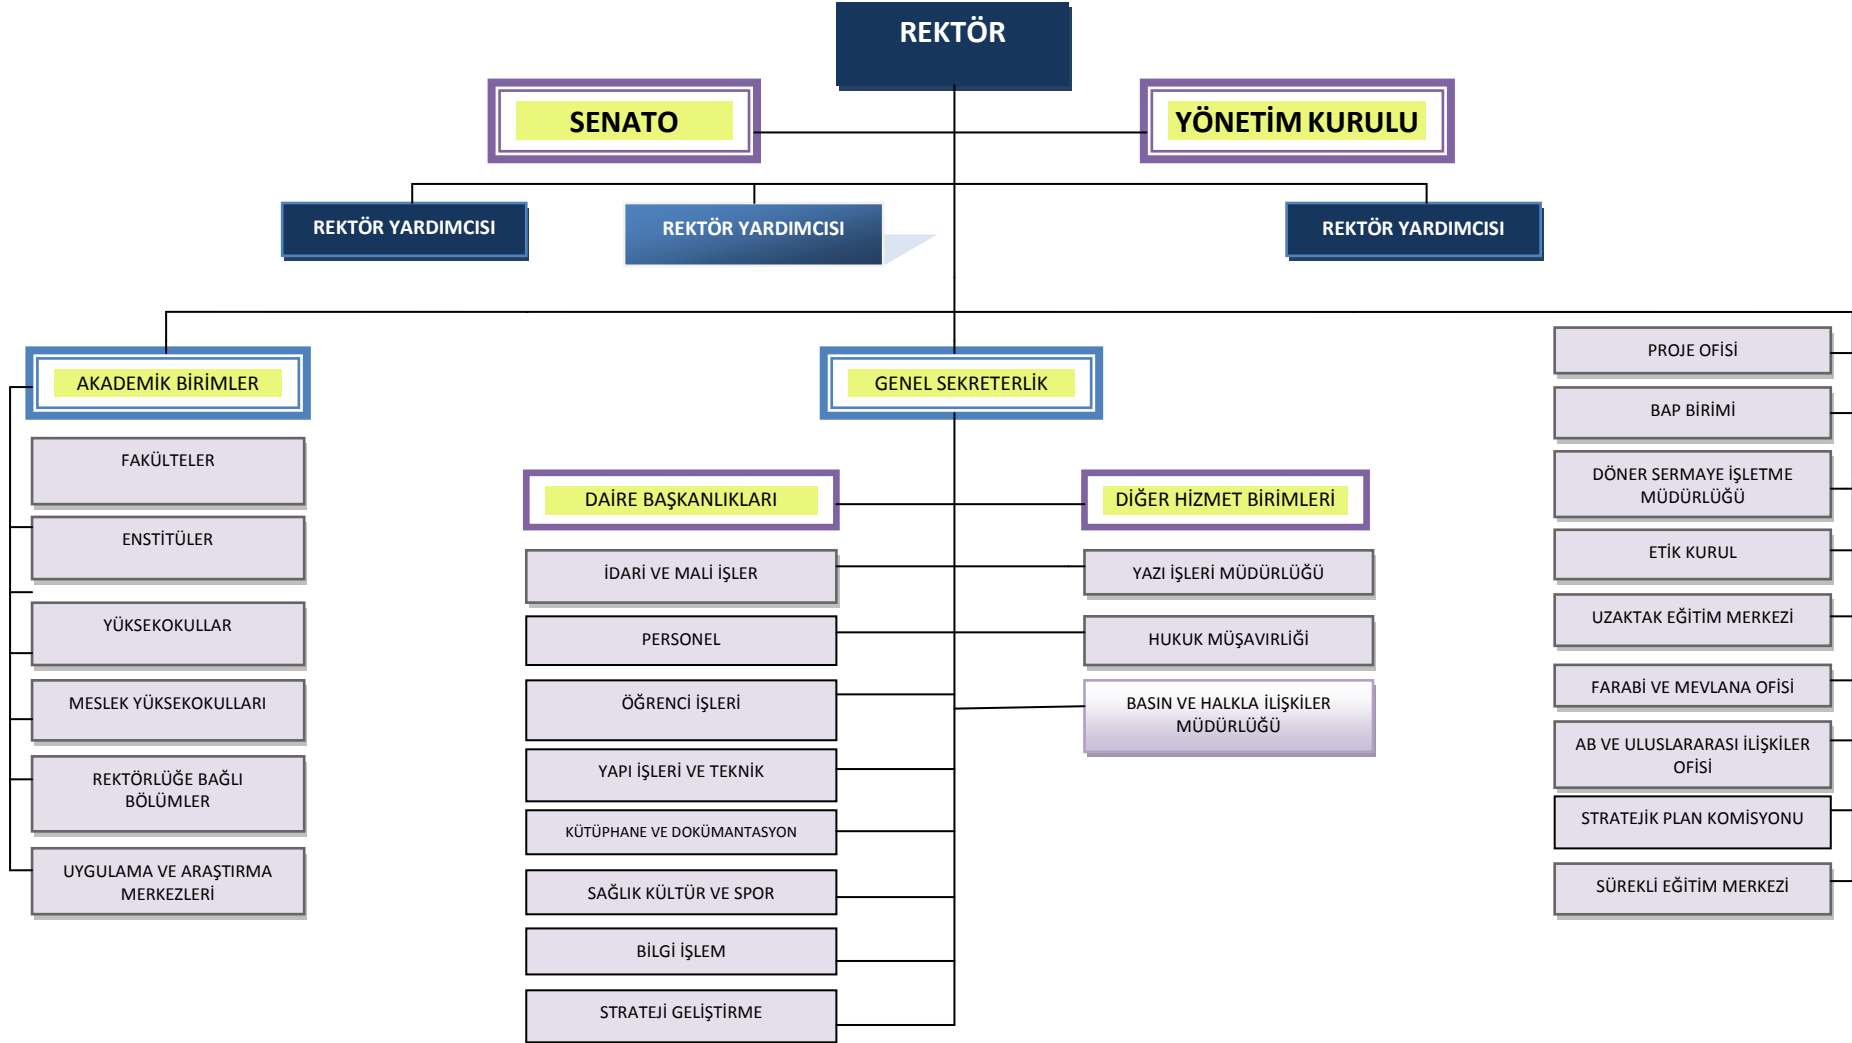 REKTÖR
SENATO
YÖNETİM KURULU
REKTÖR YARDIMCISI
REKTÖR YARDIMCISI
REKTÖR YARDIMCISI
AKADEMİK BİRİMLER
FAKÜLTELER
ENSTİTÜLER
YÜKSEKOKULLAR
MESLEK YÜKSEKOKULLARI
REKTÖRLÜĞE BAĞLI
BÖLÜMLER
UYGULAMA VE ARAŞTIRMA
MERKEZLERİ
GENEL SEKRETERLİK
DAİRE BAŞKANLIKLARI
İDARİ VE MALİ İŞLER
PERSONEL
ÖĞRENCİ İŞLERİ
YAPI İŞLERİ VE TEKNİK
KÜTÜPHANE VE DOKÜMANTASYON
SAĞLIK KÜLTÜR VE SPOR
BİLGİ İŞLEM
STRATEJİ GELİŞTİRME
DİĞER HİZMET BİRİMLERİ
YAZI İŞLERİ MÜDÜRLÜĞÜ
HUKUK MÜŞAVIRLİĞİ
BASIN VE HALKLA İLİŞKİLER
MÜDÜRLÜĞÜ
PROJE OFİSİ
BAP BİRİMİ
DÖNER SERMAYE İŞLETME
MÜDÜRLÜĞÜ
ETİK KURUL
UZAKTAK EĞİTİM MERKEZİ
FARABİ VE MEVLANA OFİSİ
AB VE ULUSLARARASI İLİŞKİLER
OFİSİ
STRATEJİK PLAN KOMİSYONU
SÜREKLİ EĞİTİM MERKEZİ